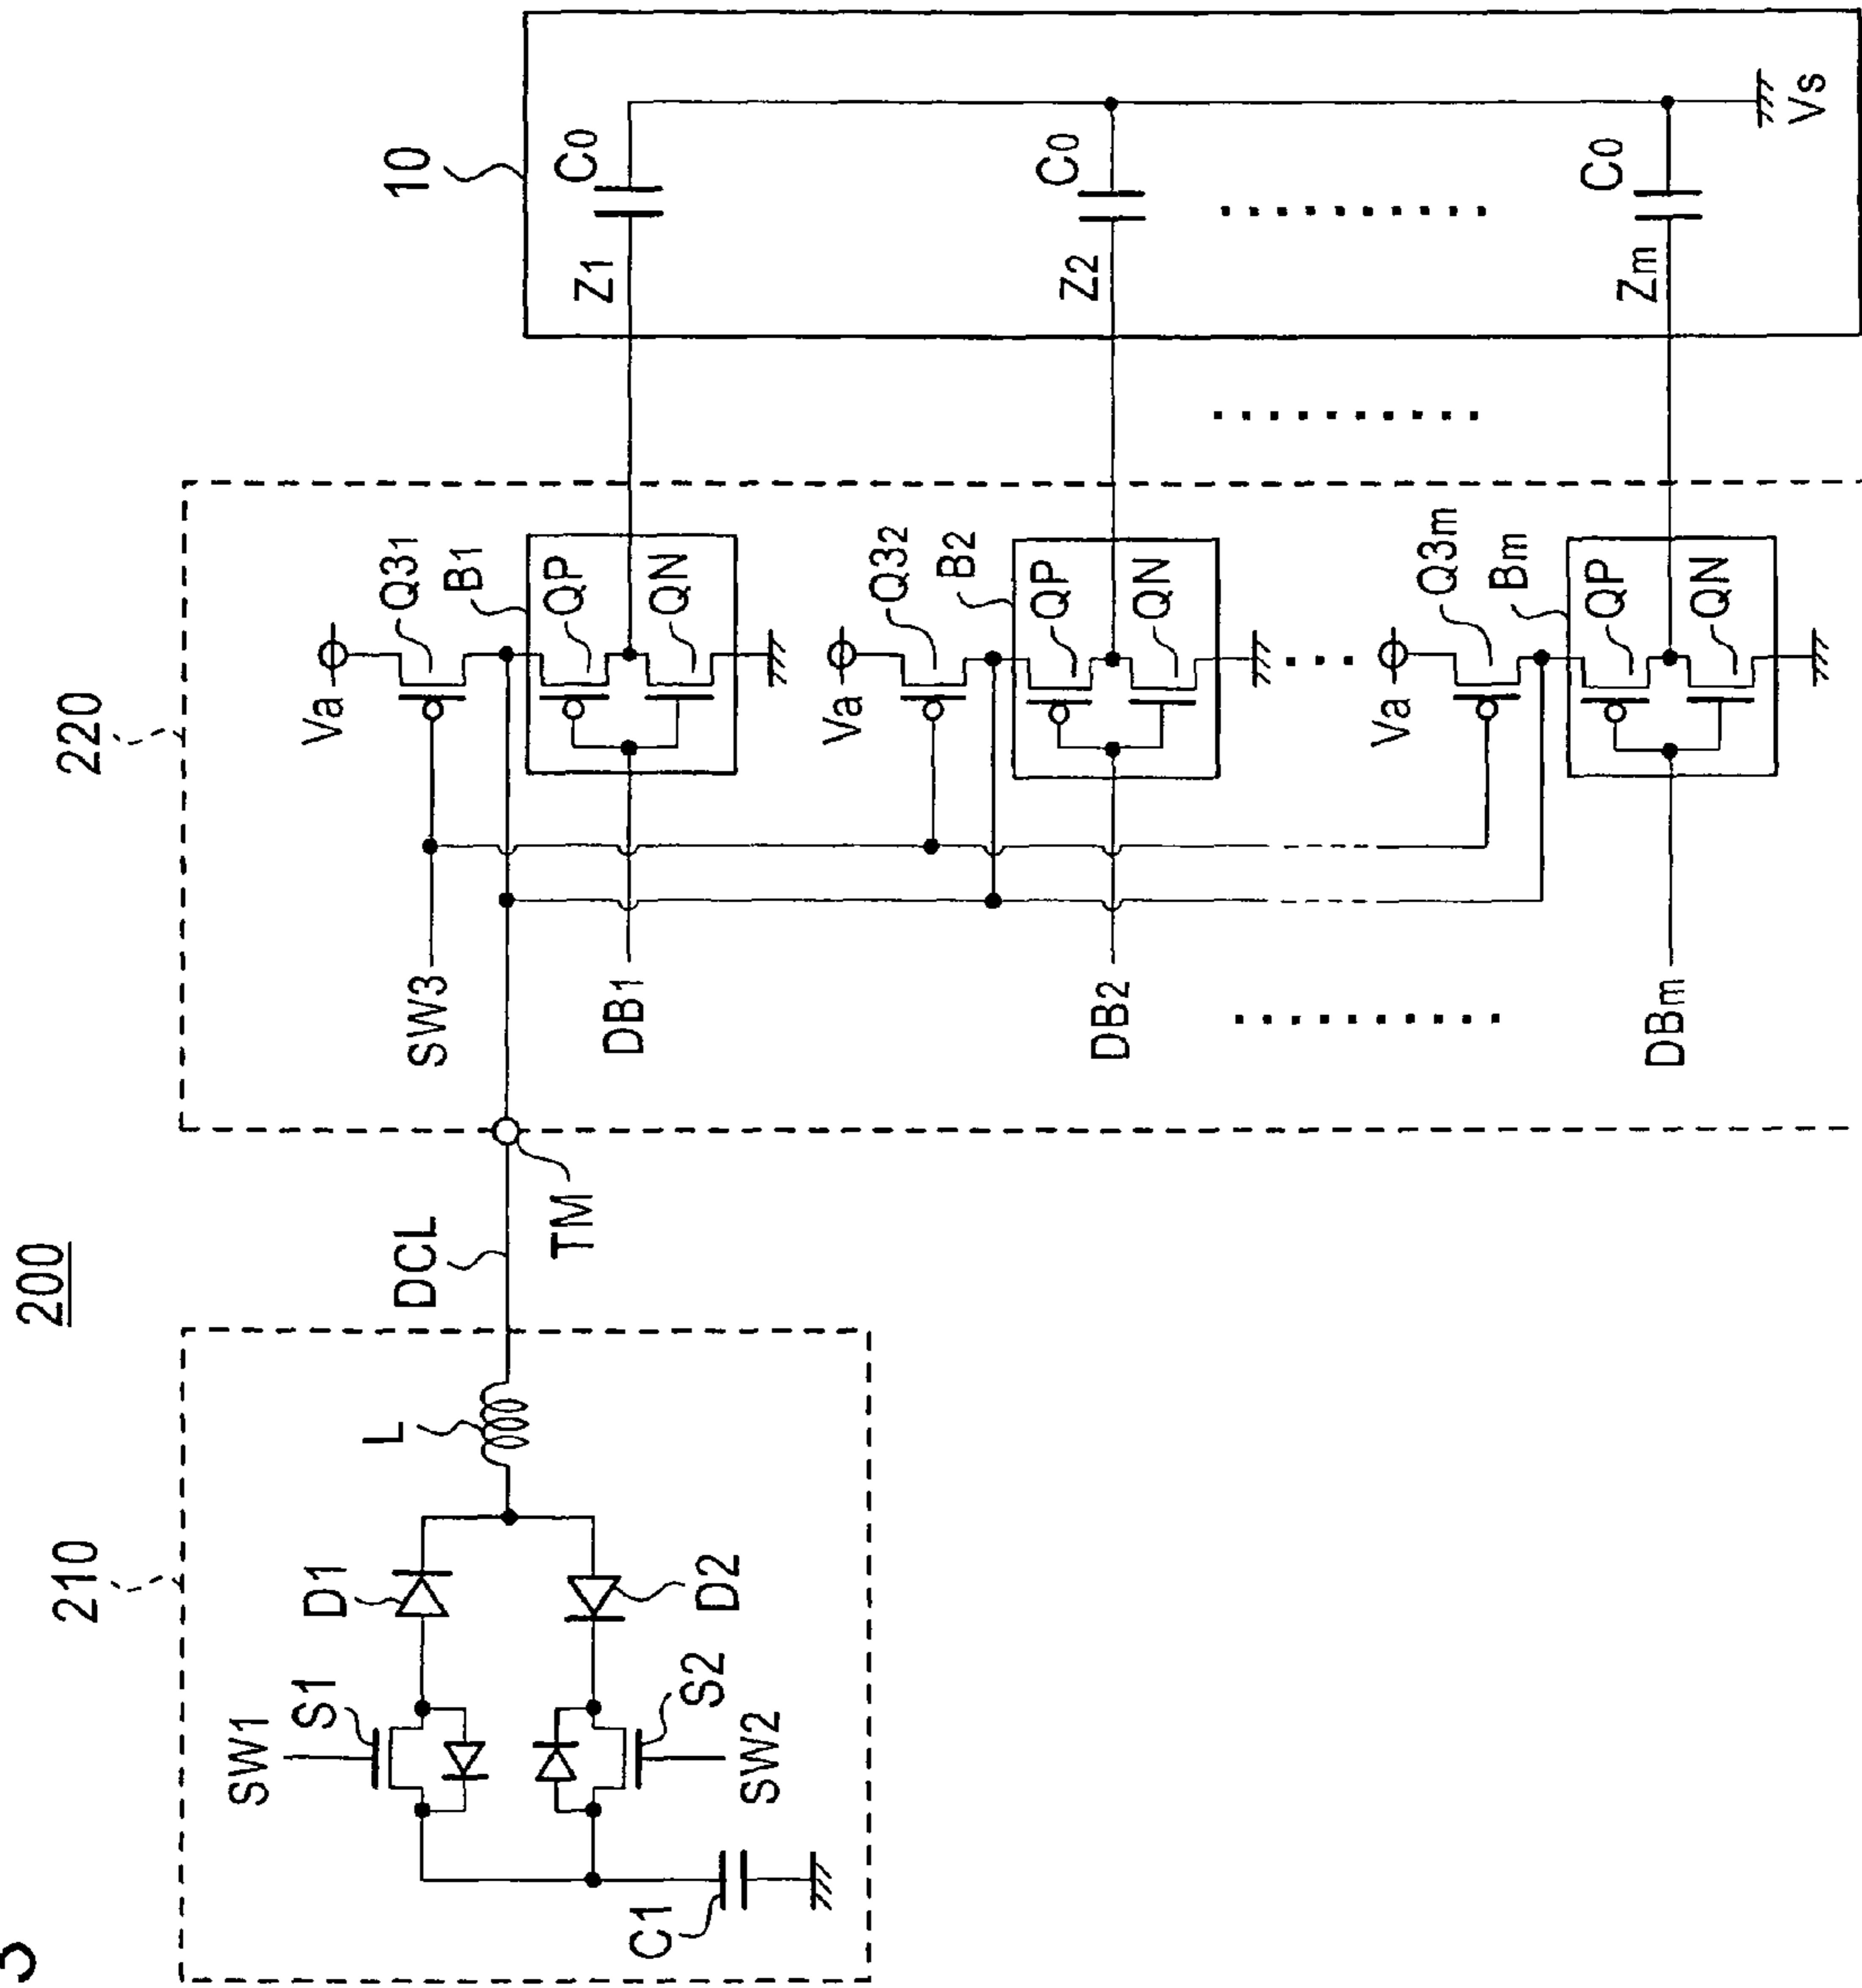 200
210
SW1
S1
D1
L
C1
SW2
S2
D2
DCL
TM
220
SW3
Va
Q31
B1
QP
QN
DB1
Va
Q32
B2
QP
QN
DB2
Va
Q3m
Bm
QP
QN
DBm
10
Z1
C0
Z2
C0
Zm
C0
Vs